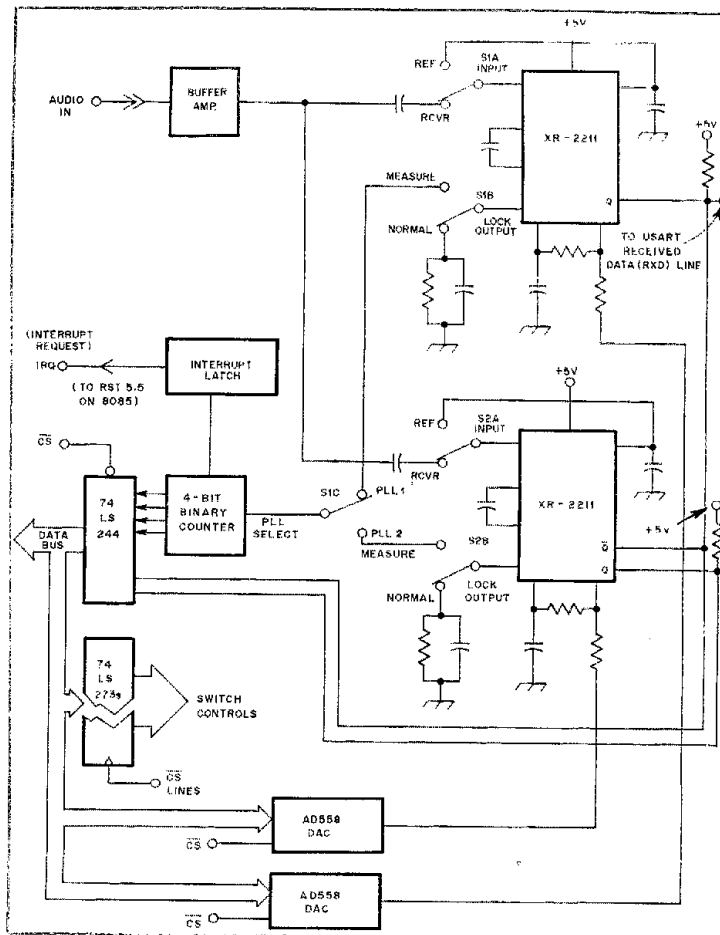 +5V
REF
S1A
INPUT
AUDIO
IN
BUFFER
AMP.
RCVR
XR-2211
+5V
MEASURE
S1B
Q
NORMAL
LOCK
OUTPUT
TO USART
RECEIVED
DATA (RXD) LINE
(INTERRUPT
REQUEST)
IRQ
(TO RST 5.5
ON 8085)
INTERRUPT
LATCH
+5V
REF
S2A
INPUT
CS
RCVR
XR-2211
74
LS
244
4-BIT
BINARY
COUNTER
S1C
PLL 1
PLL
SELECT
DATA
BUS
PLL 2
MEASURE
S2B
+5V
Q
Q
NORMAL
LOCK
OUTPUT
74
LS
273s
SWITCH
CONTROLS
CS
LINES
AD558
DAC
CS
AD558
DAC
CS